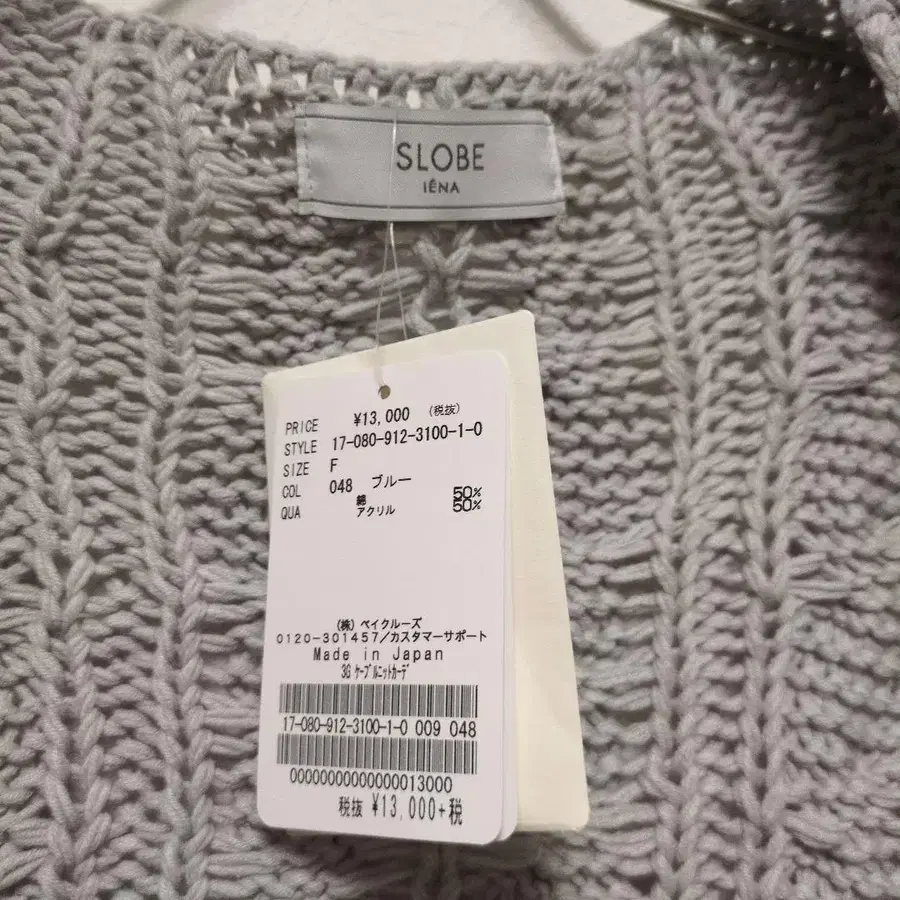 SLOBE
IÉNA
PRICE ¥13,000 (税抜)
STYLE 17-080-912-3100-1-0
SIZE F
COL 048 ブルー
QUA 綿 50%
アクリル 50%
(株) ベイクルーズ
0120-301457/カスタマーサポート
Made in Japan
3G ケーブルニットカーデ
17-080-912-3100-1-0 009 048
0000000000000013000
税抜 ¥13,000+税